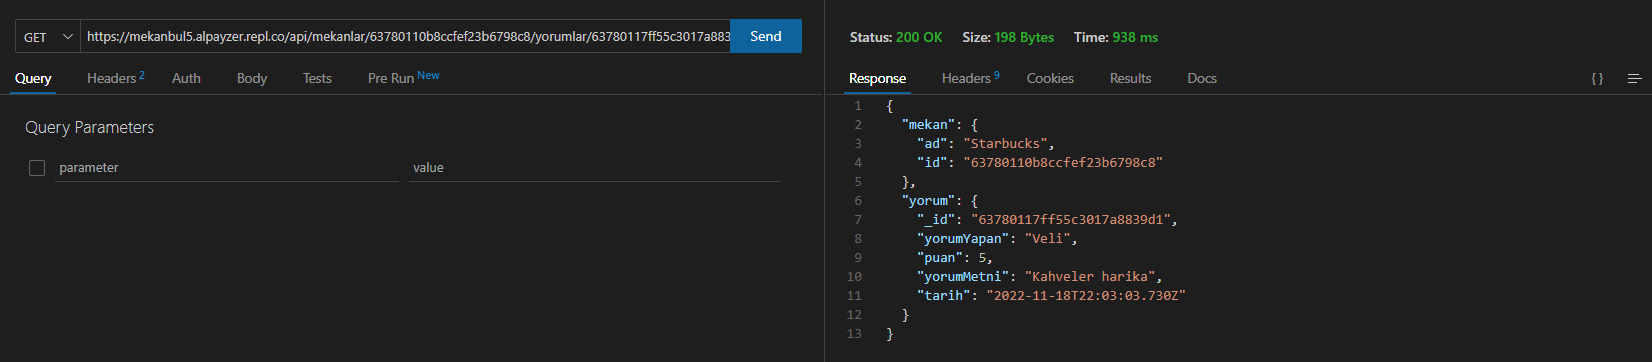 GET https://mekanbul5.alpayzer.repl.co/api/mekanlar/63780110b8ccfef23b6798c8/yorumlar/63780117ff55c3017a883 Send
Query Headers 2 Auth Body Tests Pre Run New
Query Parameters
parameter value
Status: 200 OK Size: 198 Bytes Time: 938 ms
Response Headers 9 Cookies Results Docs { }
1 {
2 "mekan": {
3 "ad": "Starbucks",
4 "id": "63780110b8ccfef23b6798c8"
5 },
6 "yorum": {
7 "_id": "63780117ff55c3017a8839d1",
8 "yorumYapan": "Veli",
9 "puan": 5,
10 "yorumMetni": "Kahveler harika",
11 "tarih": "2022-11-18T22:03:03.730Z"
12 }
13 }